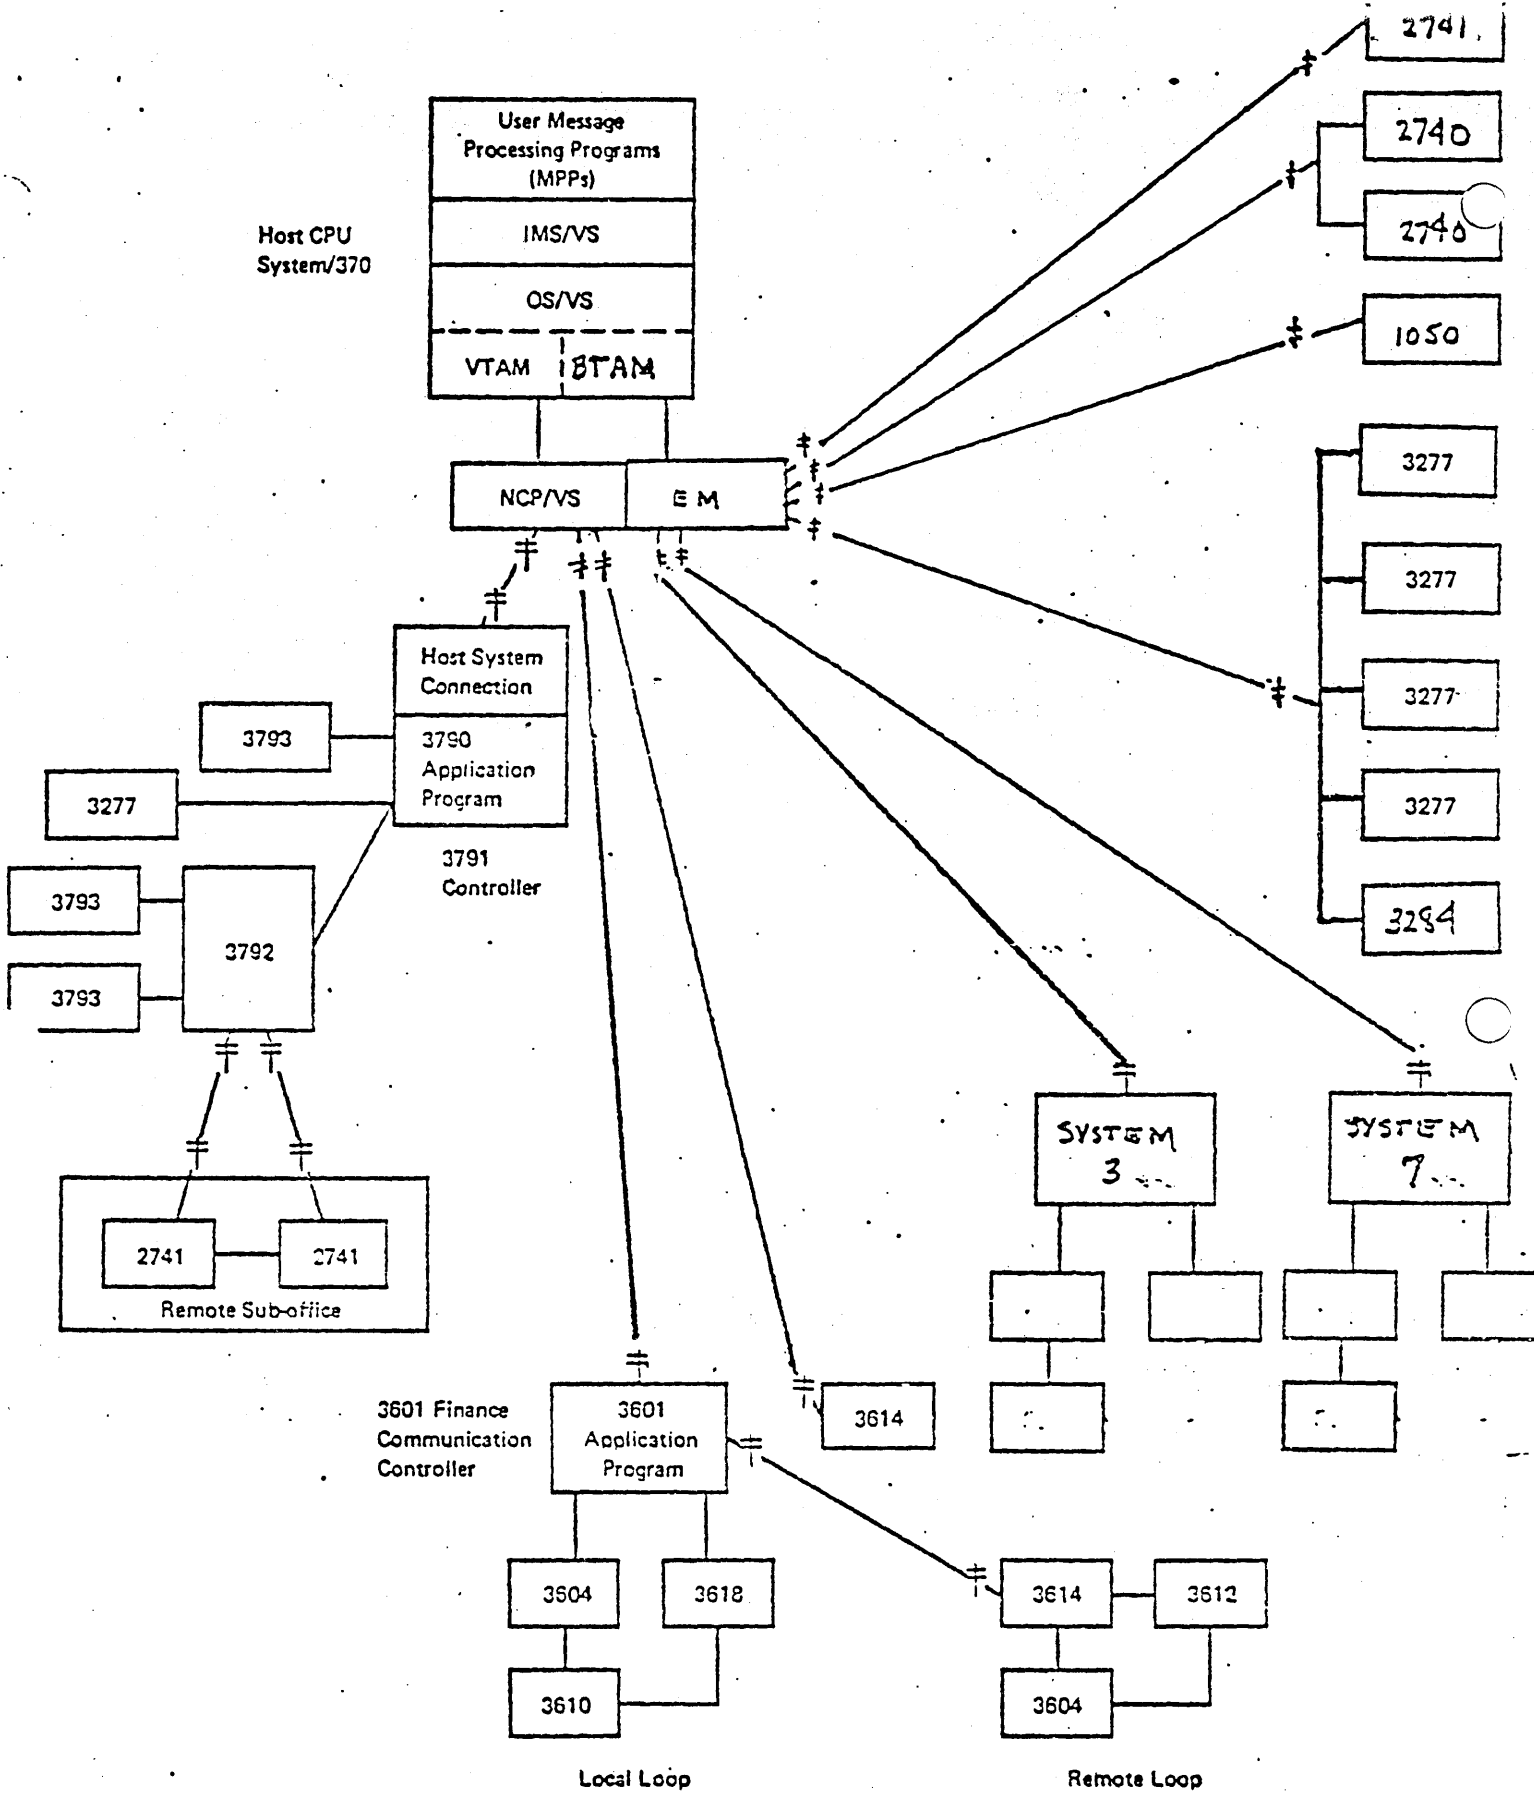 2741
User Message
Processing Programs
(MPPs)
2740
Host CPU
System/370
IMS/VS
2740
OS/VS
VTAM
BTAM
1050
NCP/VS
EM
3277
3277
Host System
Connection
3277
3793
3790
Application
Program
3277
3277
3791
Controller
3793
3792
3284
3793
SYSTEM
3
SYSTEM
7
2741
2741
Remote Sub-office
3601 Finance
Communication
Controller
3601
Application
Program
3614
3604
3618
3614
3612
3610
3604
Local Loop
Remote Loop